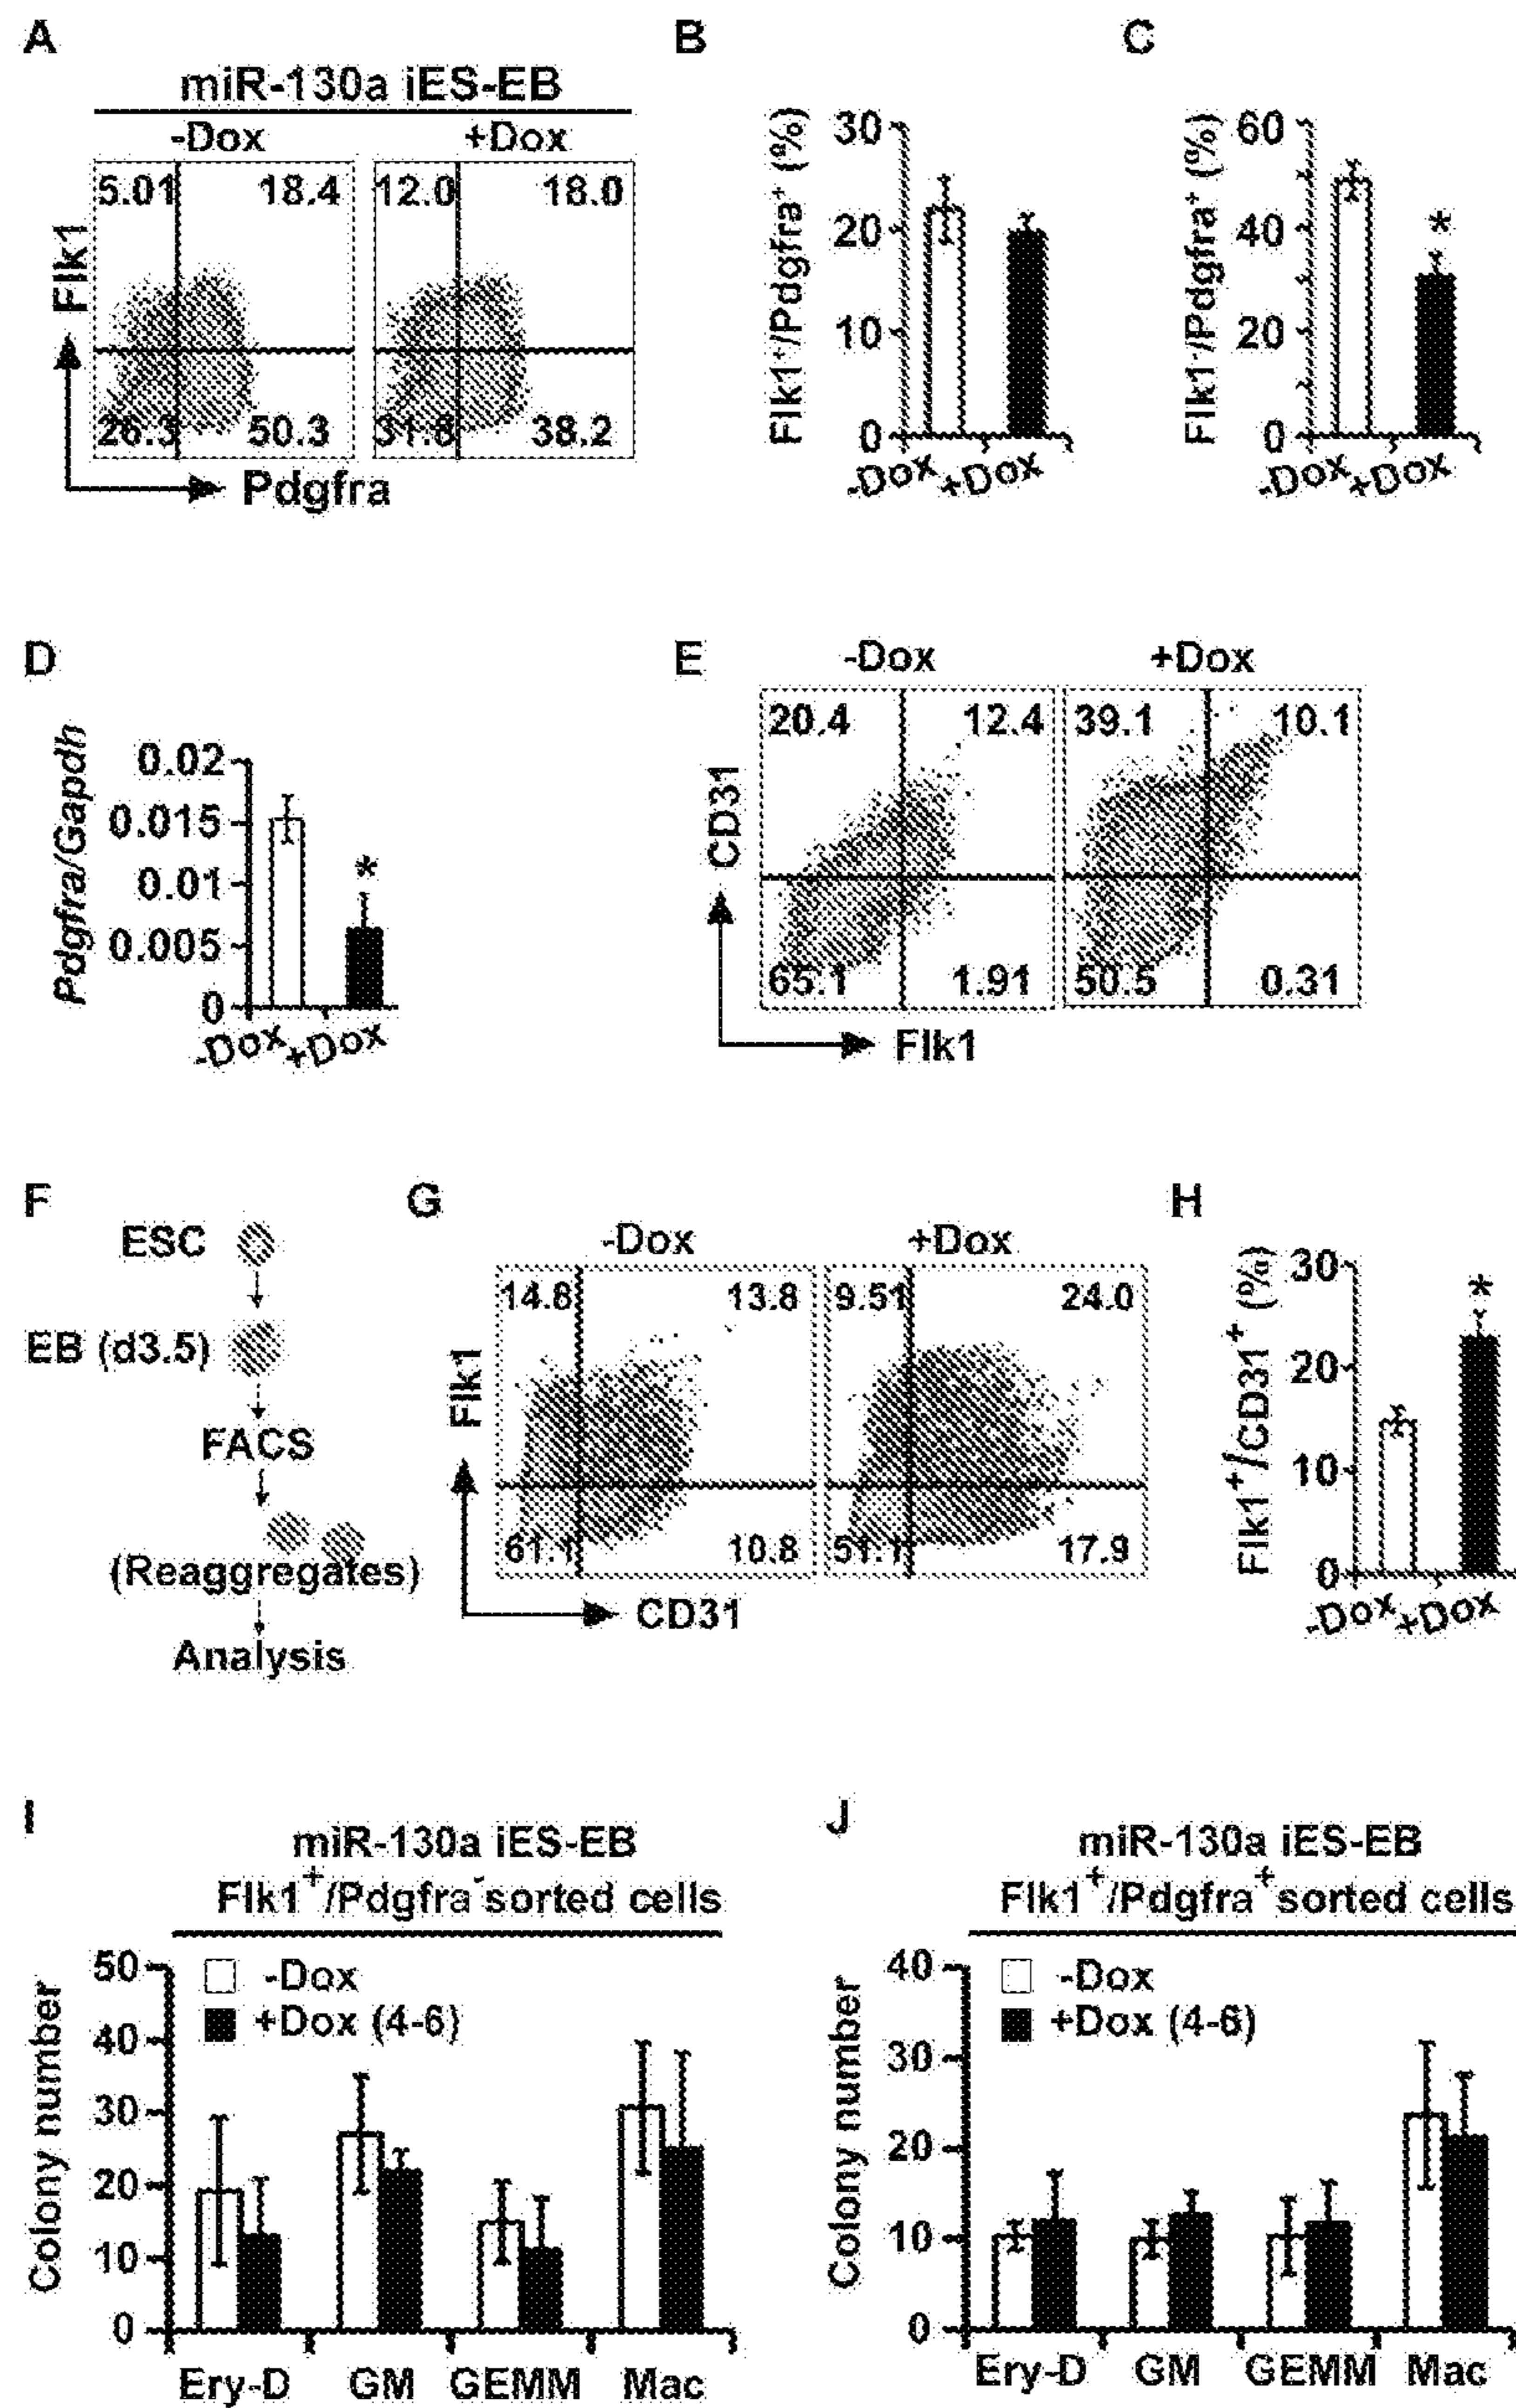 A
miR-130a iES-EB
-Dox
+Dox
5.01
18.4
12.0
18.0
Flk1
26.3
50.3
31.8
38.2
Pdgfra
B
Flk1⁺/Pdgfra⁺ (%)
30
20
10
0
-Dox
+Dox
C
Flk1⁻/Pdgfra⁺ (%)
60
40
20
0
*
-Dox
+Dox
D
Pdgfra/Gapdh
0.02
0.015
0.01
0.005
0
*
-Dox
+Dox
E
-Dox
+Dox
20.4
12.4
39.1
10.1
CD31
65.1
1.91
50.5
0.31
Flk1
F
ESC
EB (d3.5)
FACS
(Reaggregates)
Analysis
G
-Dox
+Dox
14.8
13.8
9.51
24.0
Flk1
61.1
10.8
51.1
17.9
CD31
H
Flk1⁺/CD31⁺ (%)
30
20
10
0
*
-Dox
+Dox
I
miR-130a iES-EB
Flk1⁺/Pdgfra⁻sorted cells
-Dox
+Dox (4-6)
Colony number
50
40
30
20
10
0
Ery-D GM GEMM Mac
J
miR-130a iES-EB
Flk1⁺/Pdgfra⁺sorted cells
-Dox
+Dox (4-6)
Colony number
40
30
20
10
0
Ery-D GM GEMM Mac